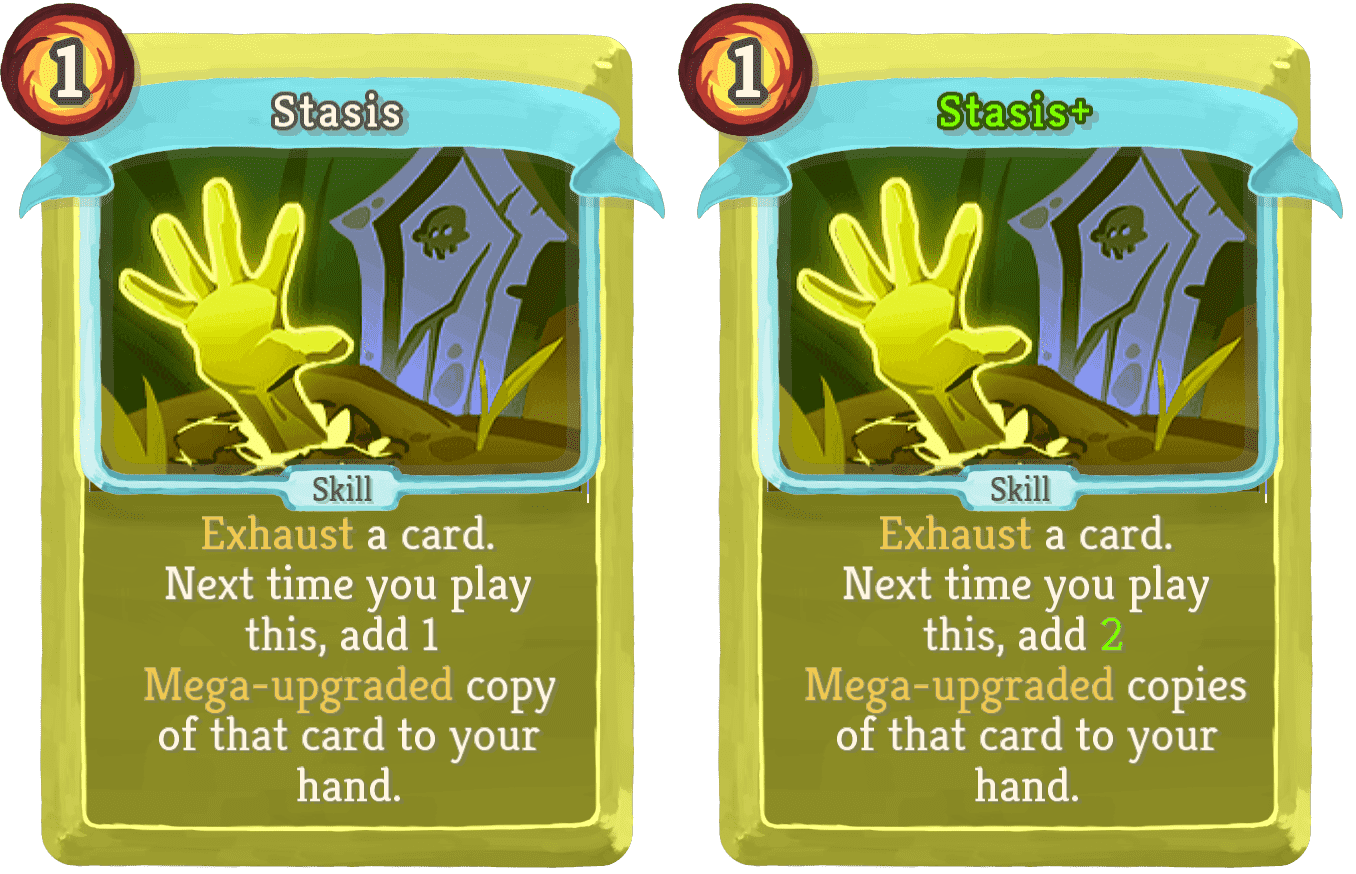 1
Stasis
Skill
Exhaust a card.
Next time you play
this, add 1
Mega-upgraded copy
of that card to your
hand.
1
Stasis+
Skill
Exhaust a card.
Next time you play
this, add 2
Mega-upgraded copies
of that card to your
hand.